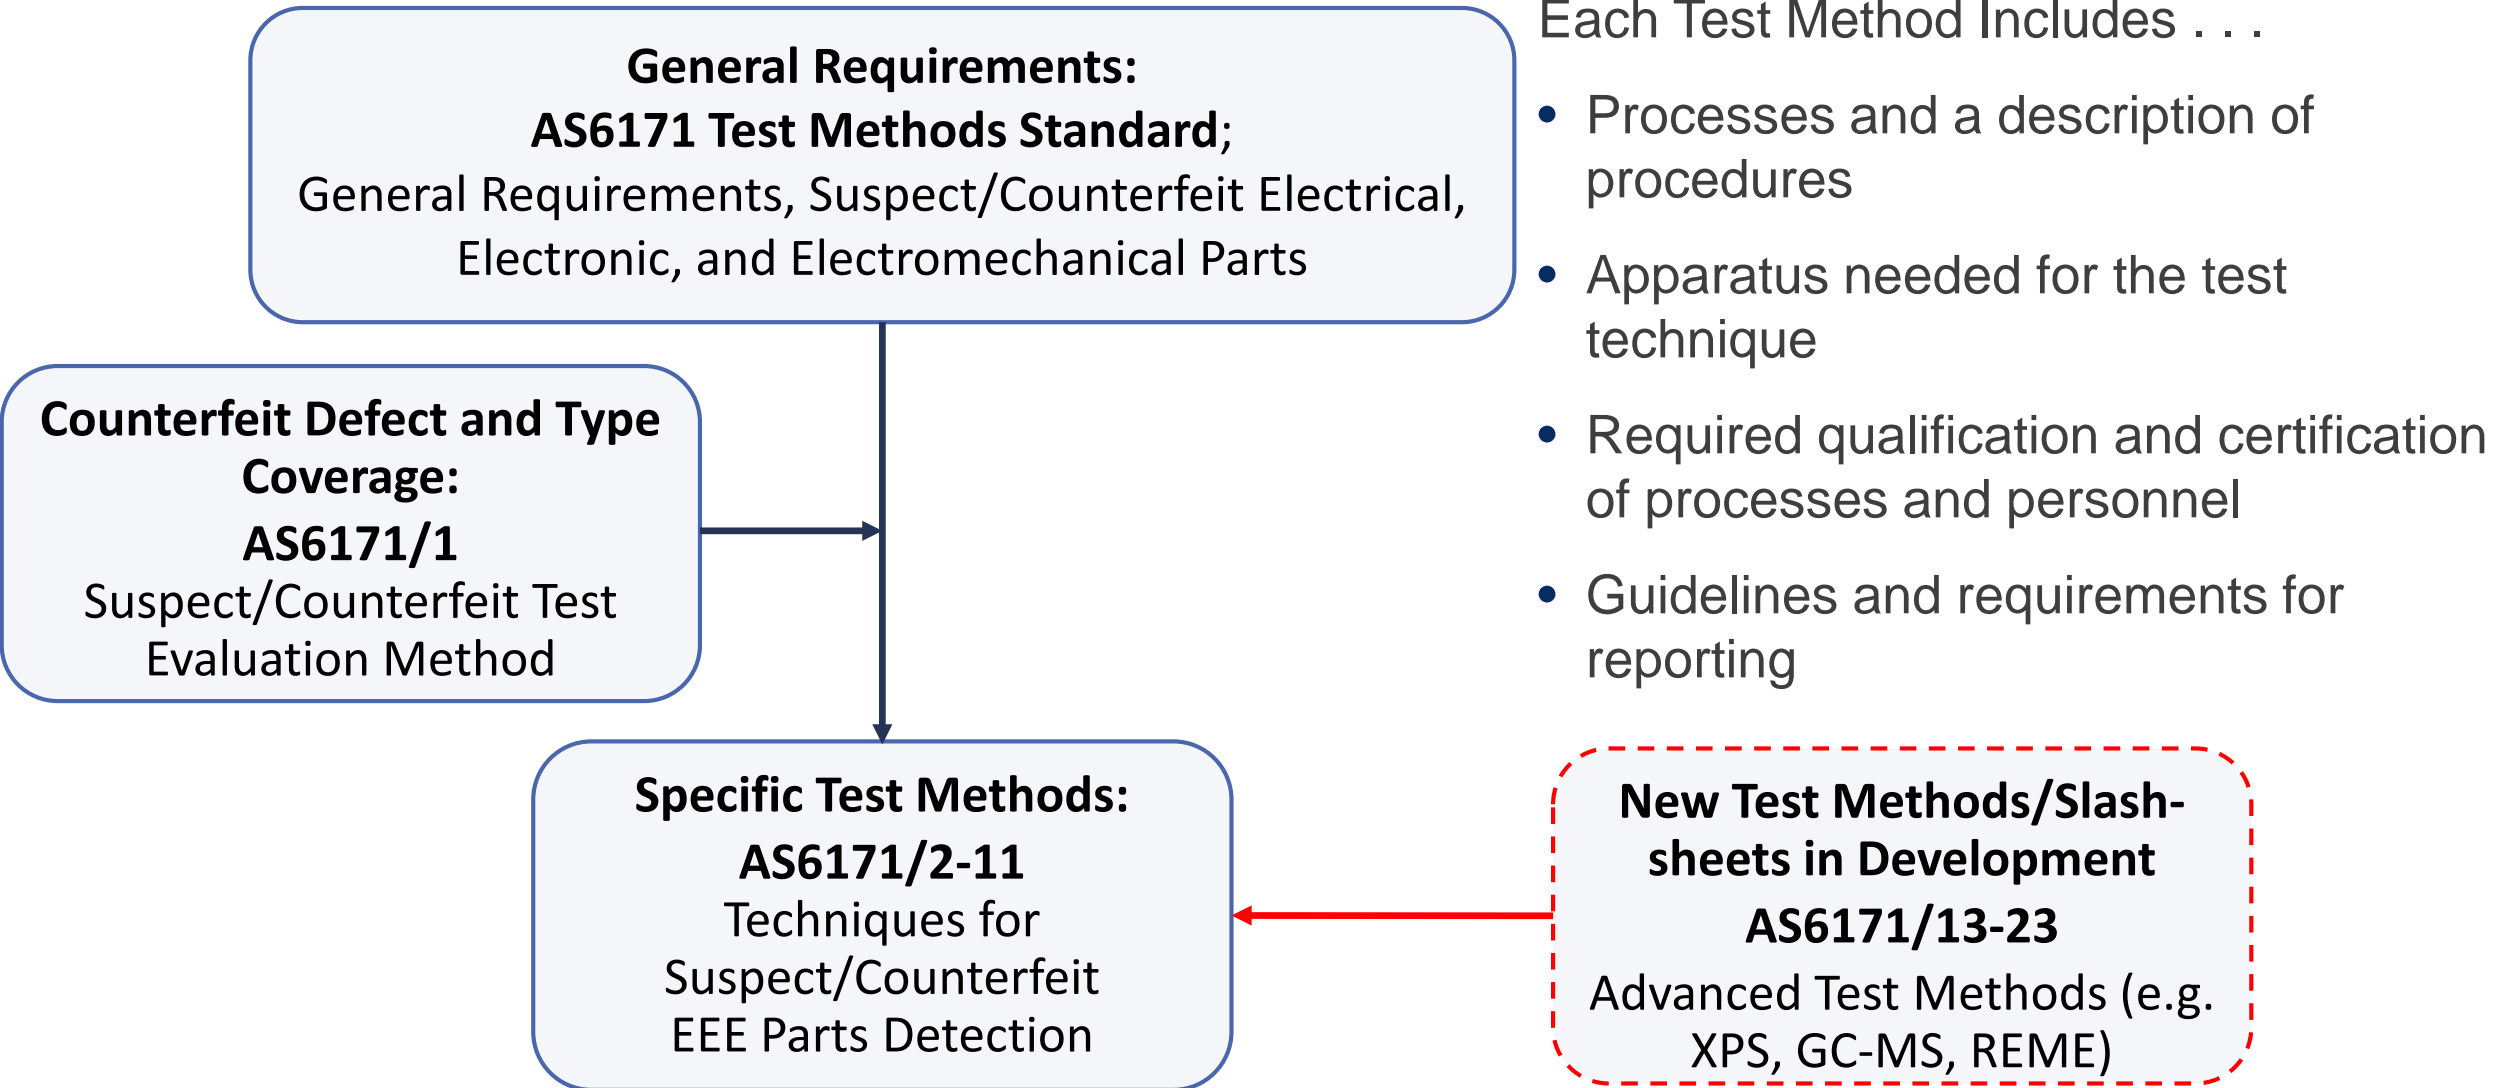 General Requirements:
AS6171 Test Methods Standard;
General Requirements, Suspect/Counterfeit Electrical,
Electronic, and Electromechanical Parts
Counterfeit Defect and Type
Coverage:
AS6171/1
Suspect/Counterfeit Test
Evaluation Method
Specific Test Methods:
AS6171/2-11
Techniques for
Suspect/Counterfeit
EEE Parts Detection
Each Test Method Includes . . .
• Processes and a description of
procedures
• Apparatus needed for the test
technique
• Required qualification and certification
of processes and personnel
• Guidelines and requirements for
reporting
New Test Methods/Slash-
sheets in Development
AS6171/13-23
Advanced Test Methods (e.g.
XPS, GC-MS, REME)